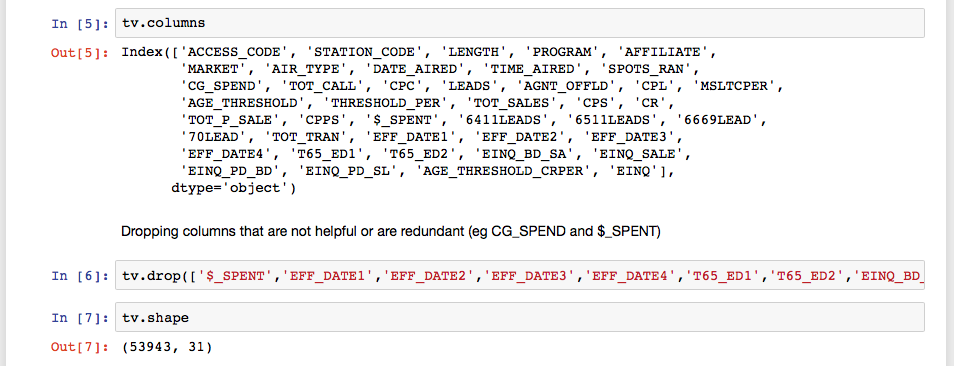 In [5]: tv.columns
Out[5]: Index(['ACCESS_CODE', 'STATION_CODE', 'LENGTH', 'PROGRAM', 'AFFILIATE',
'MARKET', 'AIR_TYPE', 'DATE_AIRED', 'TIME_AIRED', 'SPOTS_RAN',
'CG_SPEND', 'TOT_CALL', 'CPC', 'LEADS', 'AGNT_OFFLD', 'CPL', 'MSLTCPER',
'AGE_THRESHOLD', 'THRESHOLD_PER', 'TOT_SALES', 'CPS', 'CR',
'TOT_P_SALE', 'CPPS', '$_SPENT', '6411LEADS', '6511LEADS', '6669LEAD',
'70LEAD', 'TOT_TRAN', 'EFF_DATE1', 'EFF_DATE2', 'EFF_DATE3',
'EFF_DATE4', 'T65_ED1', 'T65_ED2', 'EINQ_BD_SA', 'EINQ_SALE',
'EINQ_PD_BD', 'EINQ_PD_SL', 'AGE_THRESHOLD_CRPER', 'EINQ'],
dtype='object')
Dropping columns that are not helpful or are redundant (eg CG_SPEND and $_SPENT)
In [6]: tv.drop(['$_SPENT','EFF_DATE1','EFF_DATE2','EFF_DATE3','EFF_DATE4','T65_ED1','T65_ED2','EINQ_BD_
In [7]: tv.shape
Out[7]: (53943, 31)